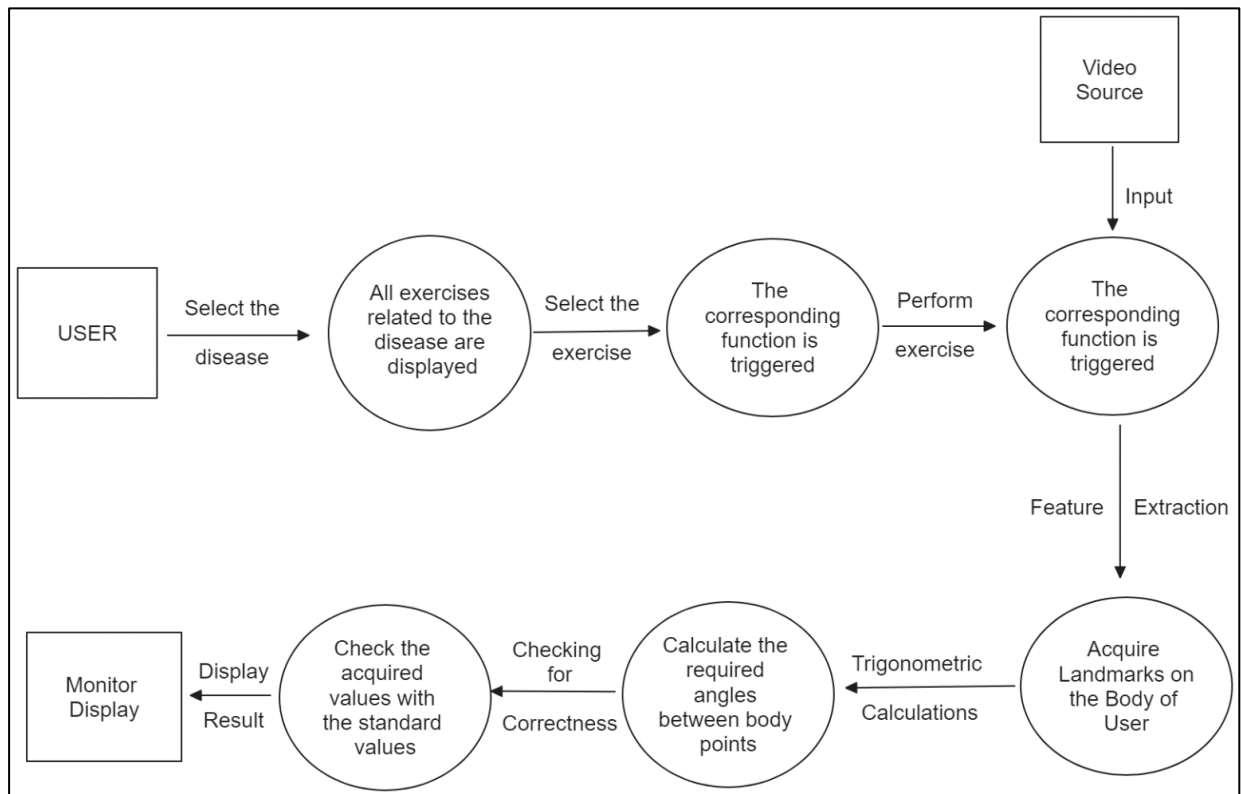 Video
Source
Input
USER
Select the
disease
All exercises
related to the
disease are
displayed
Select the
exercise
The
corresponding
function is
triggered
Perform
exercise
The
corresponding
function is
triggered
Feature
Extraction
Acquire
Landmarks on
the Body of
User
Trigonometric
Calculations
Calculate the
required
angles
between body
points
Checking
for
Correctness
Check the
acquired
values with
the standard
values
Display
Result
Monitor
Display